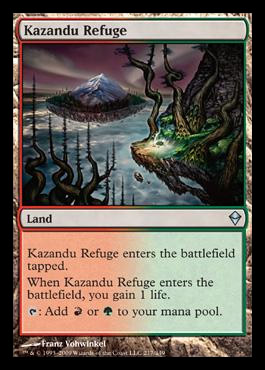 Kazandu Refuge
Land
Kazandu Refuge enters the battlefield
tapped.
When Kazandu Refuge enters the
battlefield, you gain 1 life.
: Add or to your mana pool.
Franz Vohwinkel
™ & © 1993–2009 Wizards of the Coast LLC 217/249